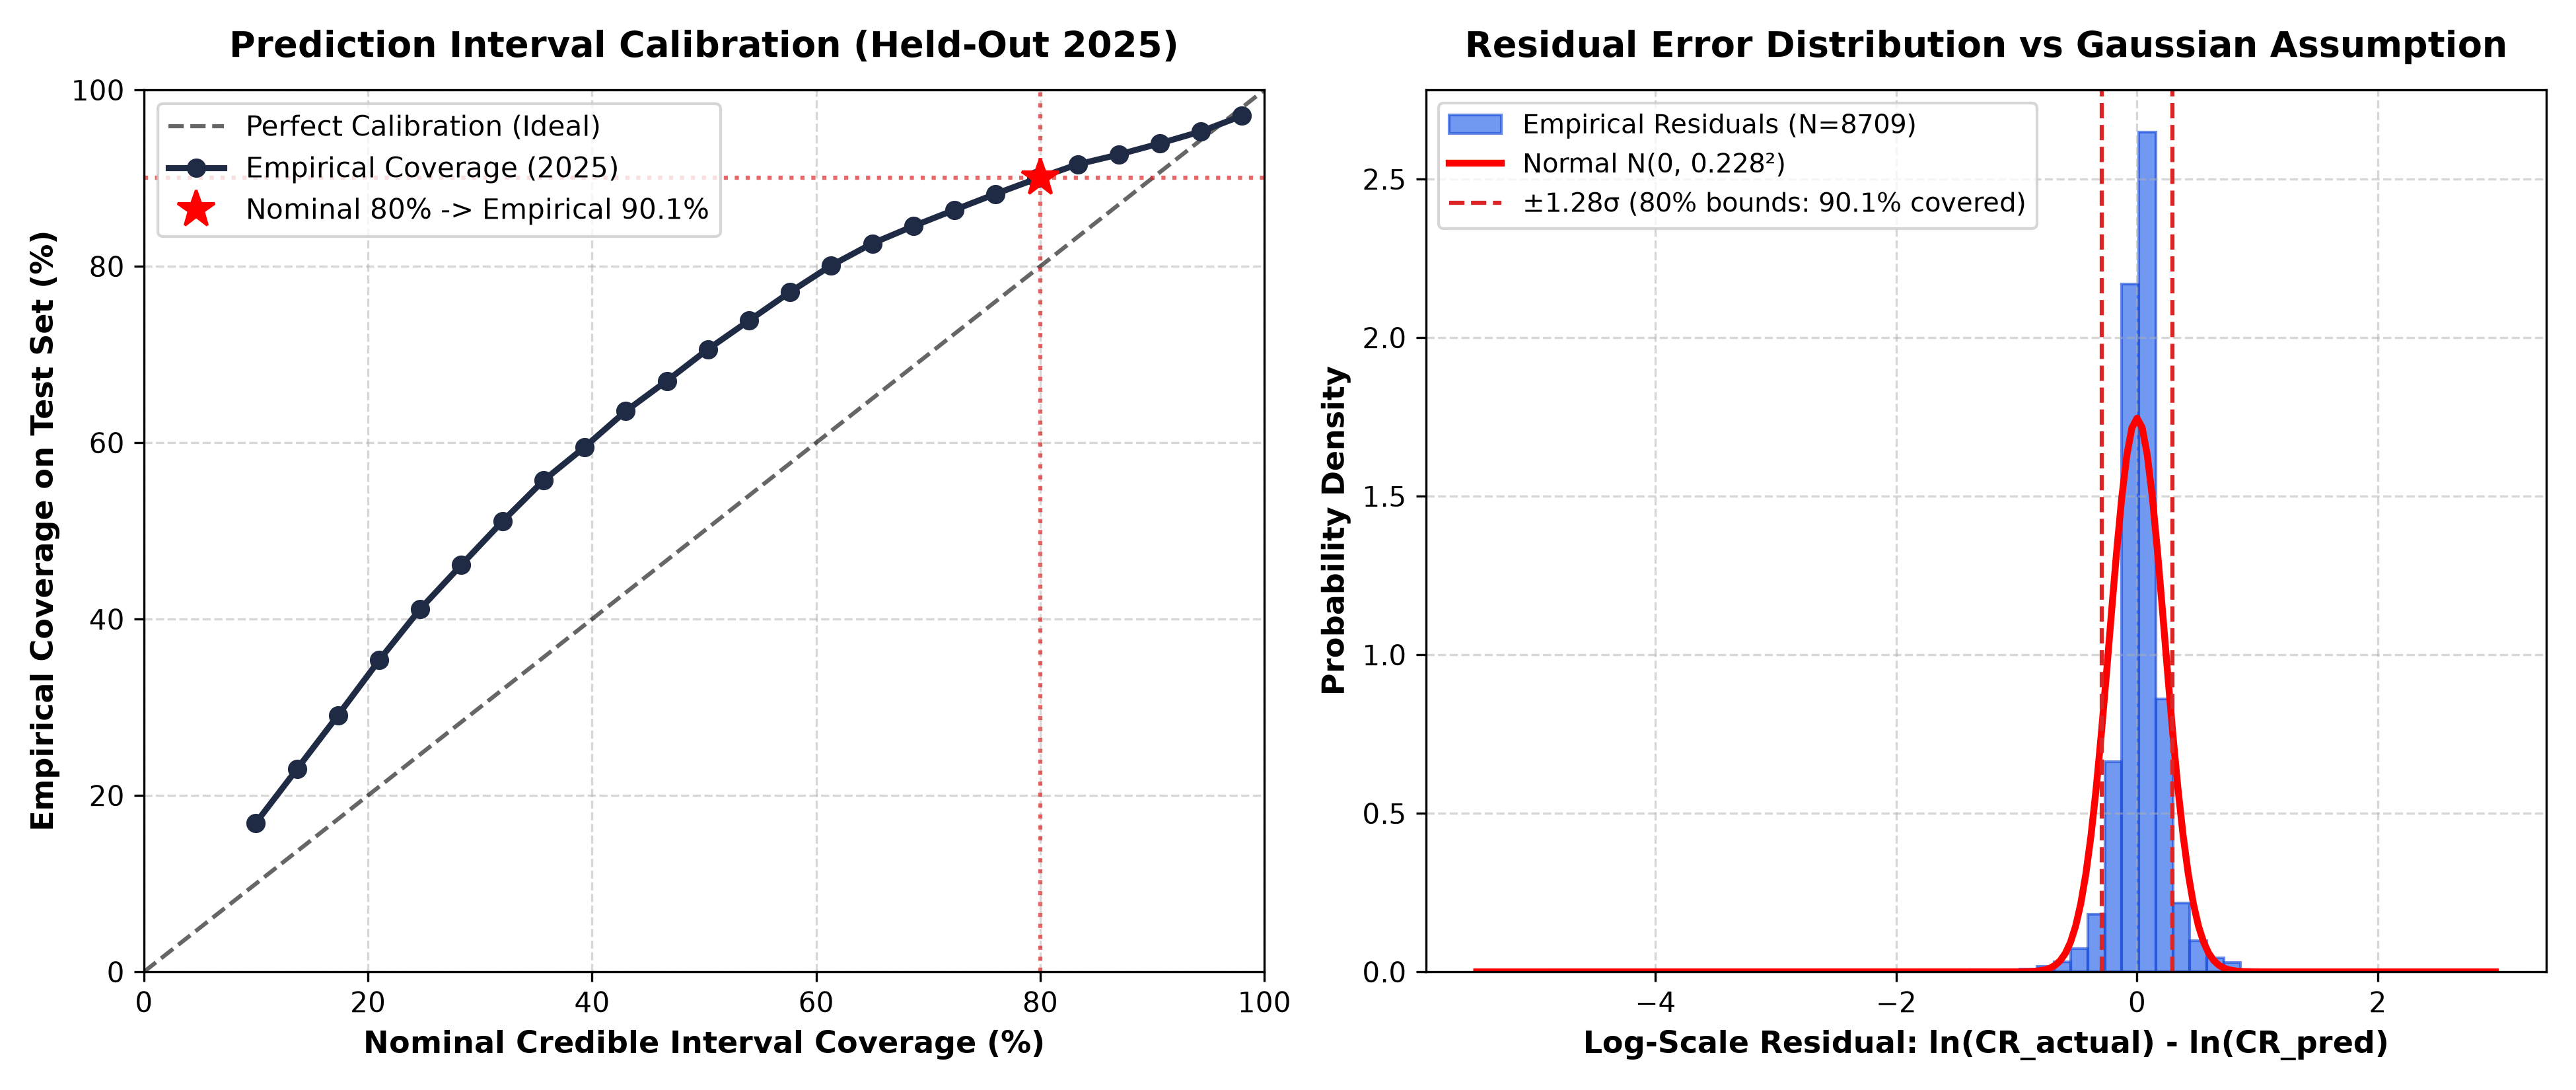 Prediction Interval Calibration (Held-Out 2025)
Perfect Calibration (Ideal)
Empirical Coverage (2025)
Nominal 80% -> Empirical 90.1%
Empirical Coverage on Test Set (%)
100
80
60
40
20
0
0 20 40 60 80 100
Nominal Credible Interval Coverage (%)
Residual Error Distribution vs Gaussian Assumption
Empirical Residuals (N=8709)
Normal N(0, 0.228²)
±1.28σ (80% bounds: 90.1% covered)
Probability Density
2.5
2.0
1.5
1.0
0.5
0.0
−4 −2 0 2
Log-Scale Residual: ln(CR_actual) - ln(CR_pred)